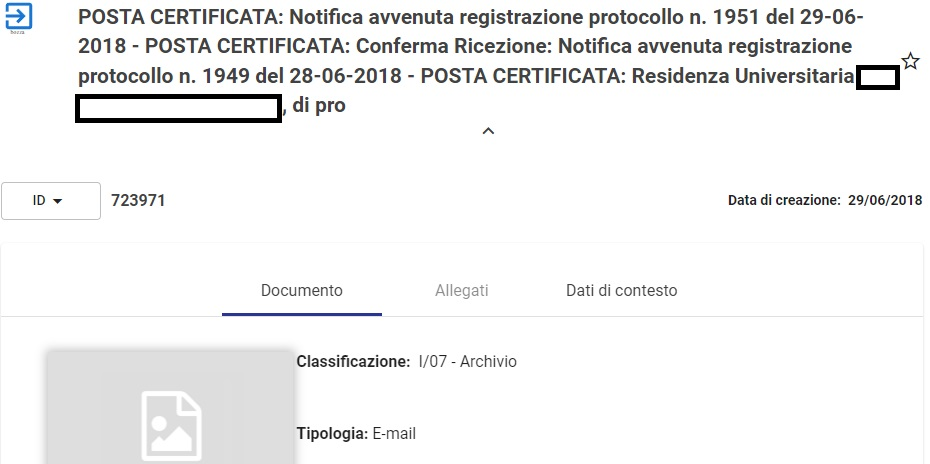 POSTA CERTIFICATA: Notifica avvenuta registrazione protocollo n. 1951 del 29-06-
2018 - POSTA CERTIFICATA: Conferma Ricezione: Notifica avvenuta registrazione
protocollo n. 1949 del 28-06-2018 - POSTA CERTIFICATA: Residenza Universitaria
, di pro
ID
723971
Data di creazione: 29/06/2018
Documento
Allegati
Dati di contesto
Classificazione: I/07 - Archivio
Tipologia: E-mail